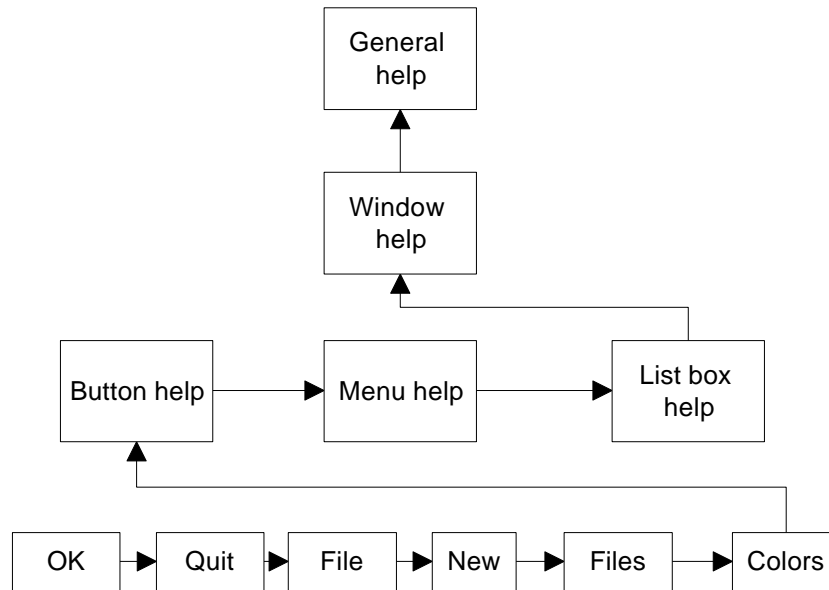 General
help
Window
help
Button help
Menu help
List box
help
OK
Quit
File
New
Files
Colors